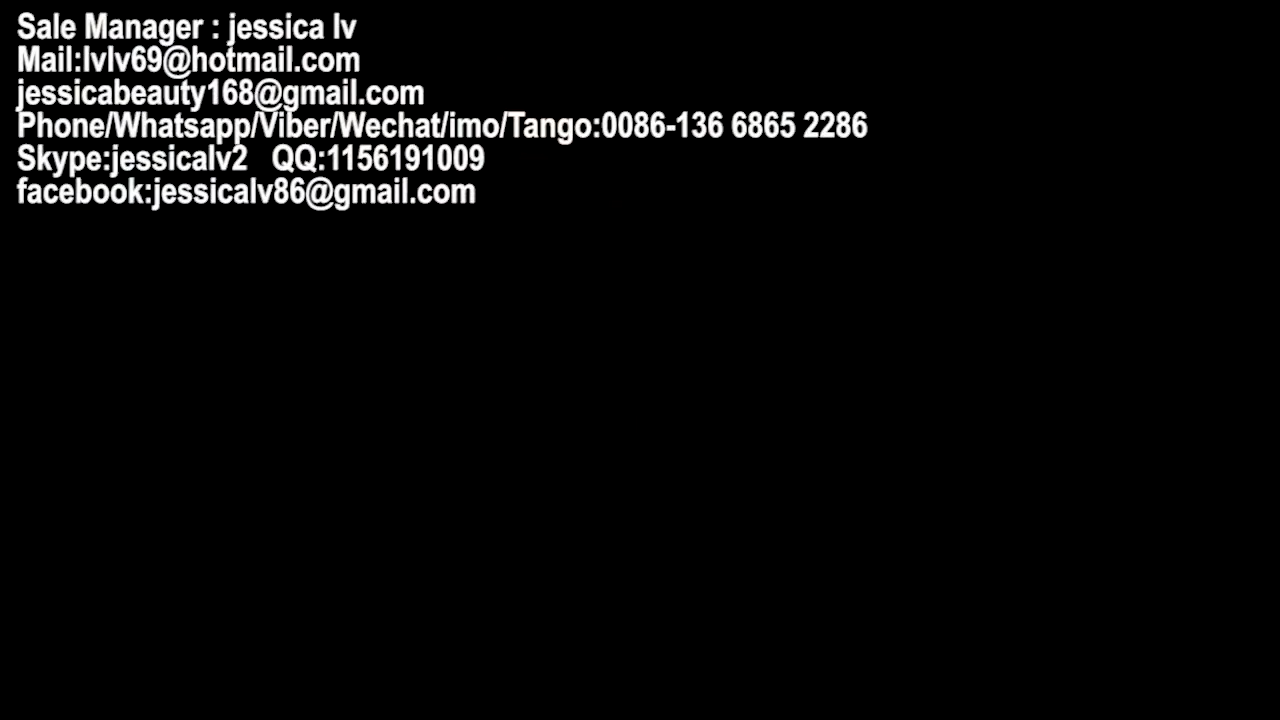 Sale Manager : jessica lv
Mail:lvlv69@hotmail.com
jessicabeauty168@gmail.com
Phone/Whatsapp/Viber/Wechat/imo/Tango:0086-136 6865 2286
Skype:jessicalv2   QQ:1156191009
facebook:jessicalv86@gmail.com